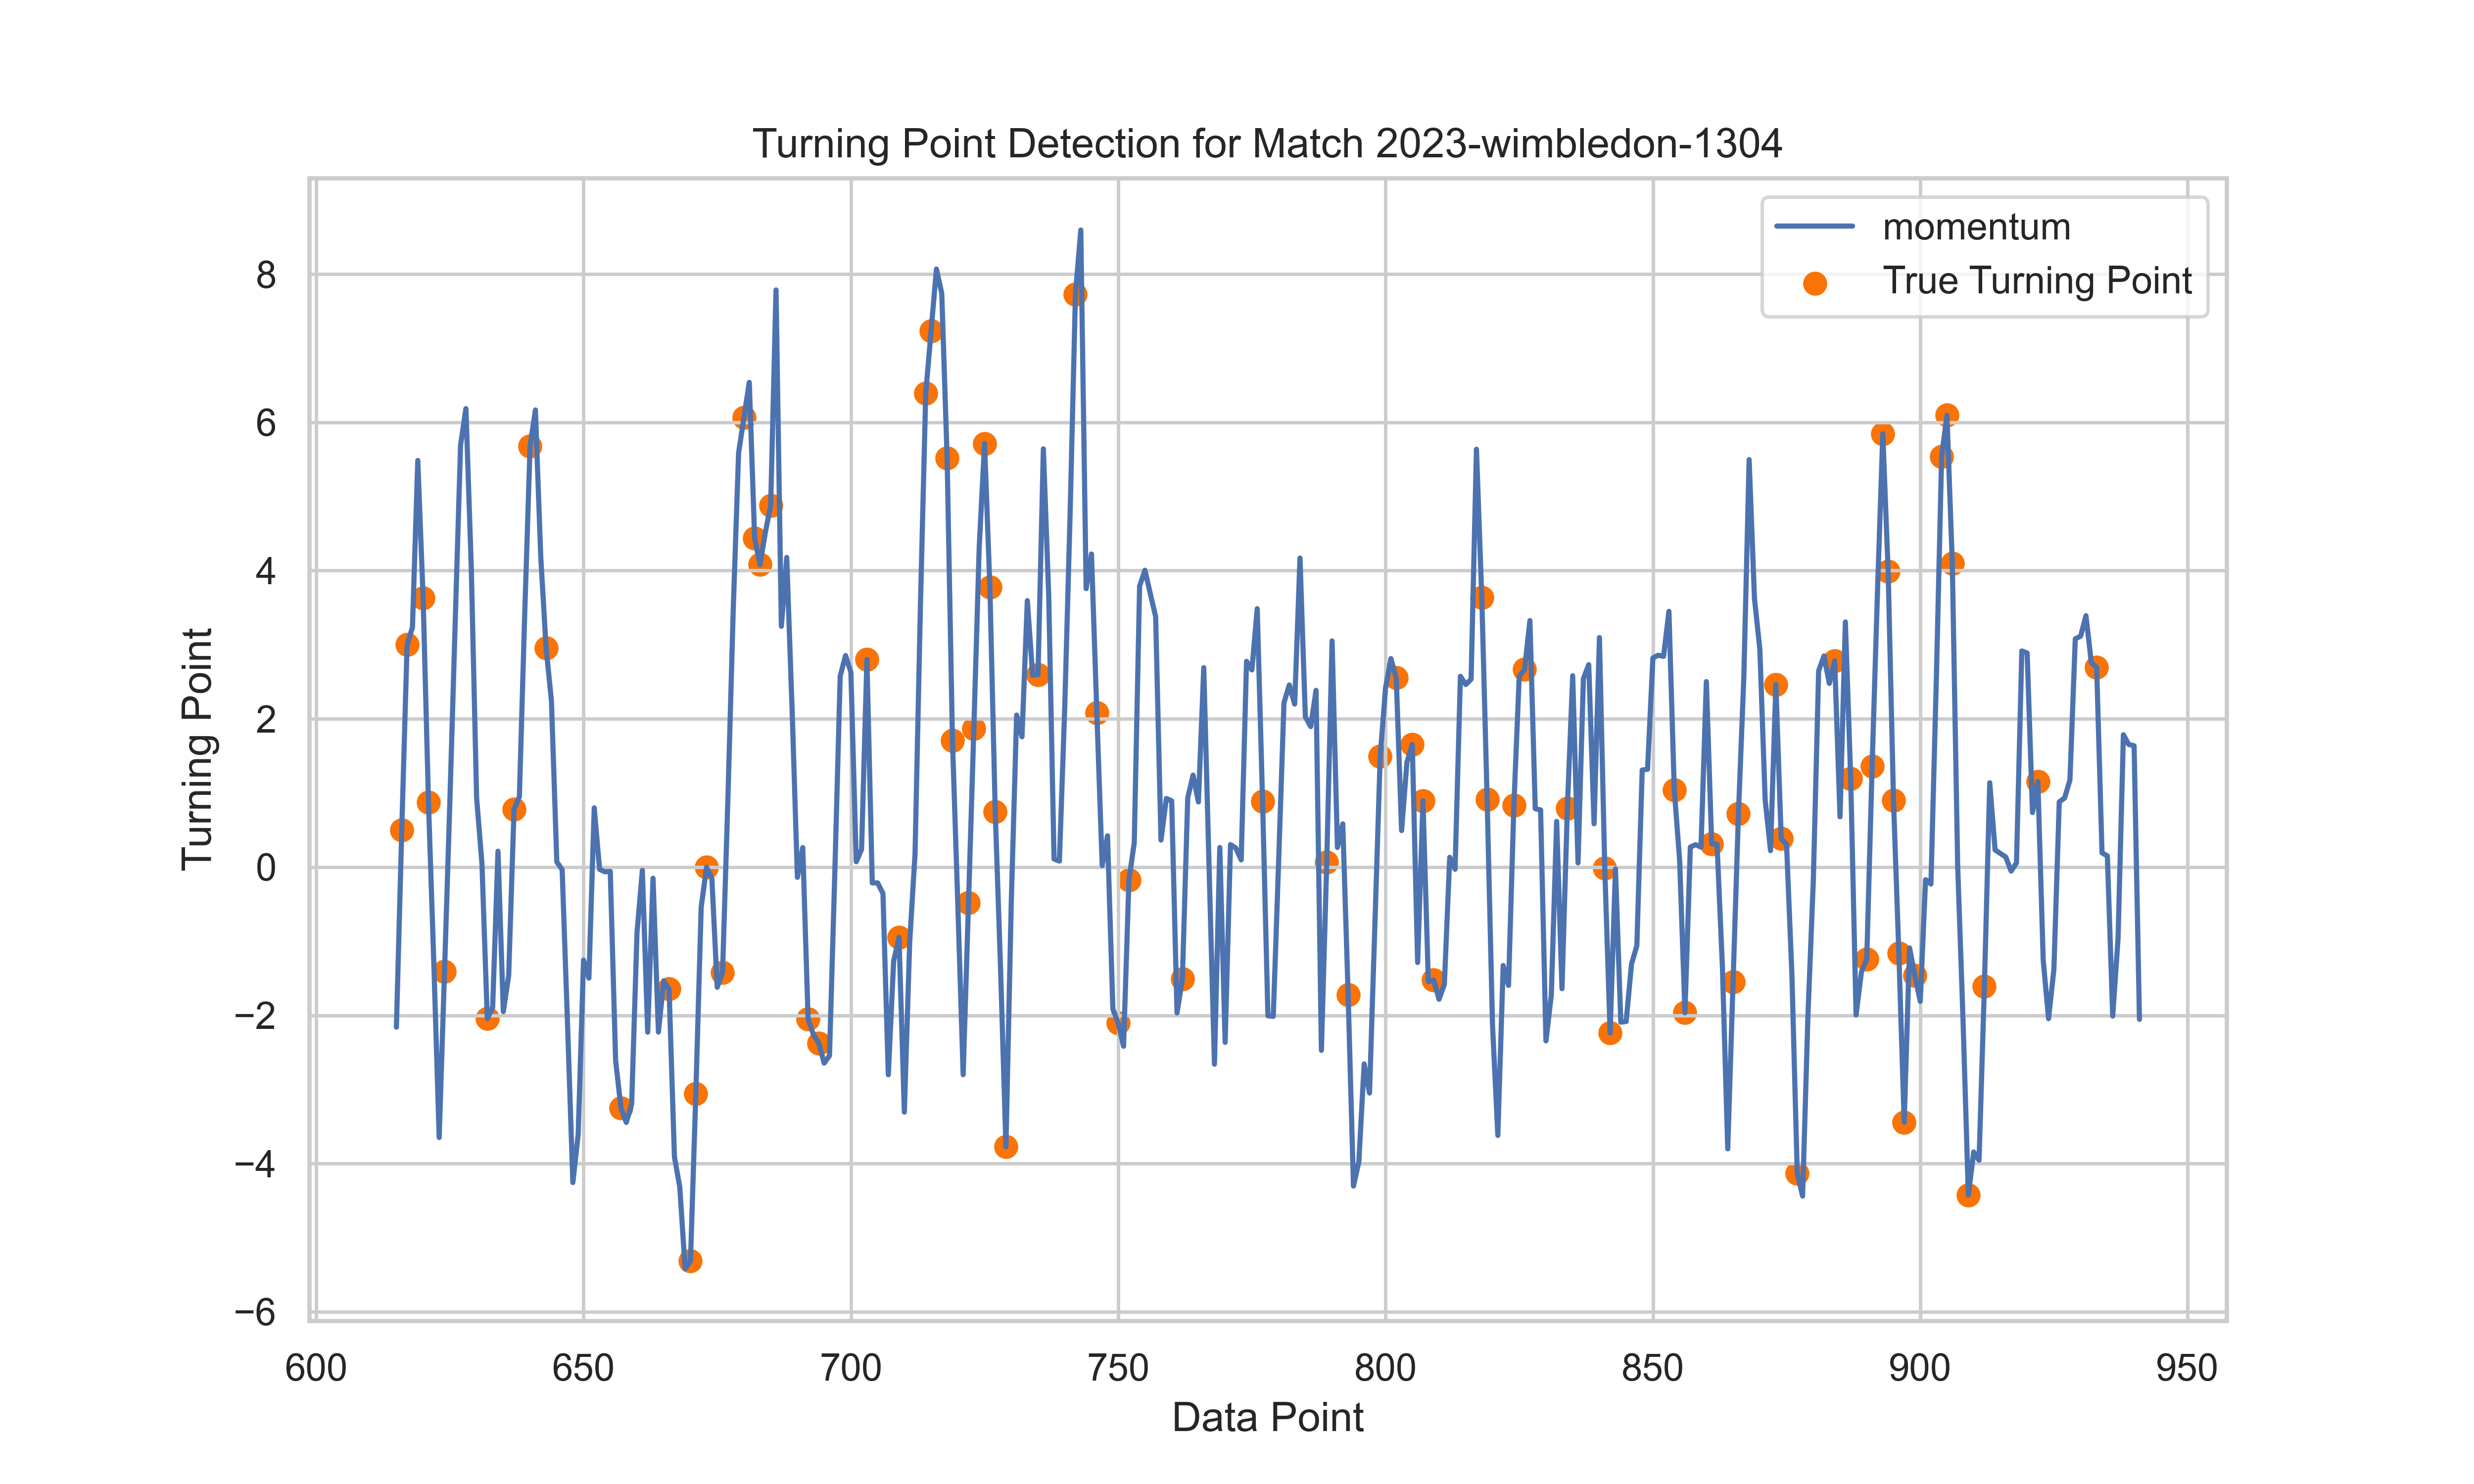 Turning Point Detection for Match 2023-wimbledon-1304
momentum
True Turning Point
Turning Point
8
6
4
2
0
−2
−4
−6
600 650 700 750 800 850 900 950
Data Point